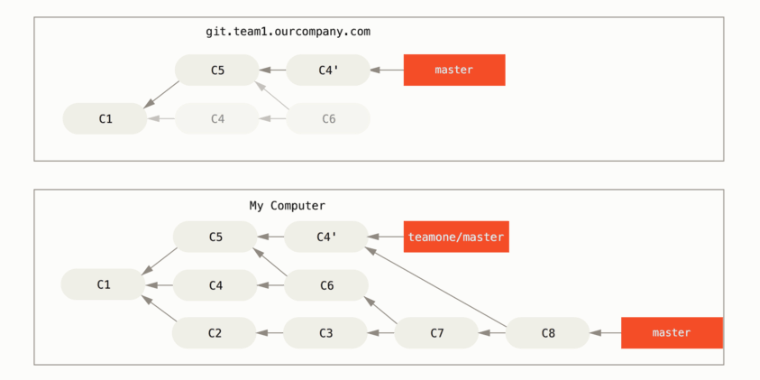 git.team1.ourcompany.com
C5 C4' master
C1 C4 C6
My Computer
C5 C4' teamone/master
C1 C4 C6
C2 C3 C7 C8 master